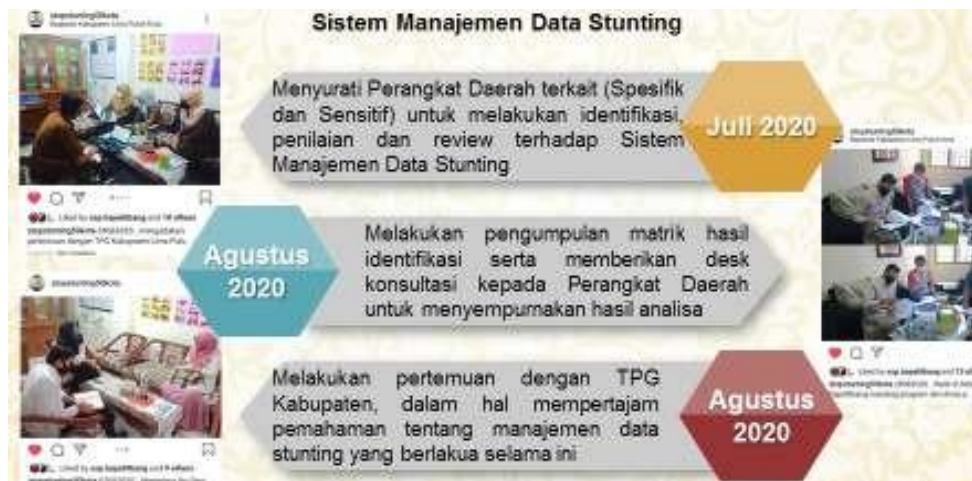 Sistem Manajemen Data Stunting
Menyurati Perangkat Daerah terkait (Spesifik
dan Sensitif) untuk melakukan identifikasi,
penilaian dan review terhadap Sistem
Manajemen Data Stunting
Juli 2020
Agustus
2020
Melakukan pengumpulan matrik hasil
identifikasi serta memberikan desk
konsultasi kepada Perangkat Daerah
untuk menyempurnakan hasil analisa
Melakukan pertemuan dengan TPG
Kabupaten, dalam hal mempertajam
pemahaman tentang manajemen data
stunting yang berlakua selama ini
Agustus
2020